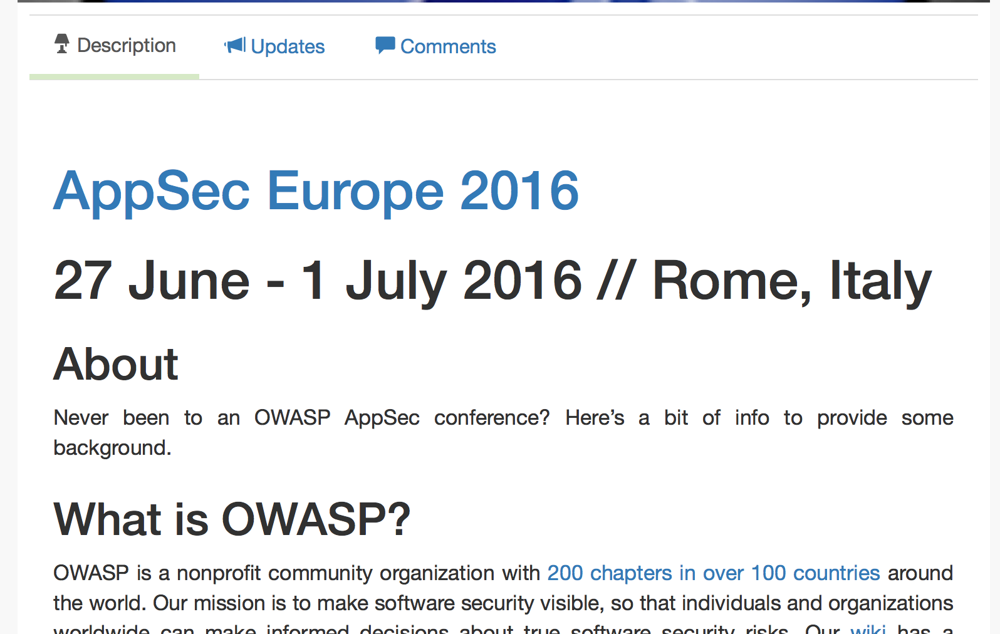 Description Updates Comments
AppSec Europe 2016
27 June - 1 July 2016 // Rome, Italy
About
Never been to an OWASP AppSec conference? Here’s a bit of info to provide some
background.
What is OWASP?
OWASP is a nonprofit community organization with 200 chapters in over 100 countries around
the world. Our mission is to make software security visible, so that individuals and organizations
worldwide can make informed decisions about true software security risks. Our wiki has a